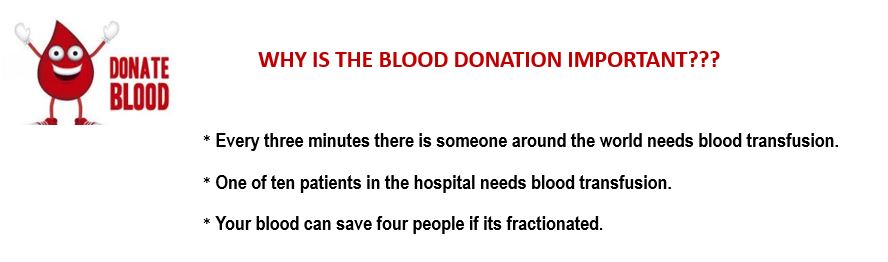 DONATE
BLOOD
WHY IS THE BLOOD DONATION IMPORTANT???
* Every three minutes there is someone around the world needs blood transfusion.
* One of ten patients in the hospital needs blood transfusion.
* Your blood can save four people if its fractionated.